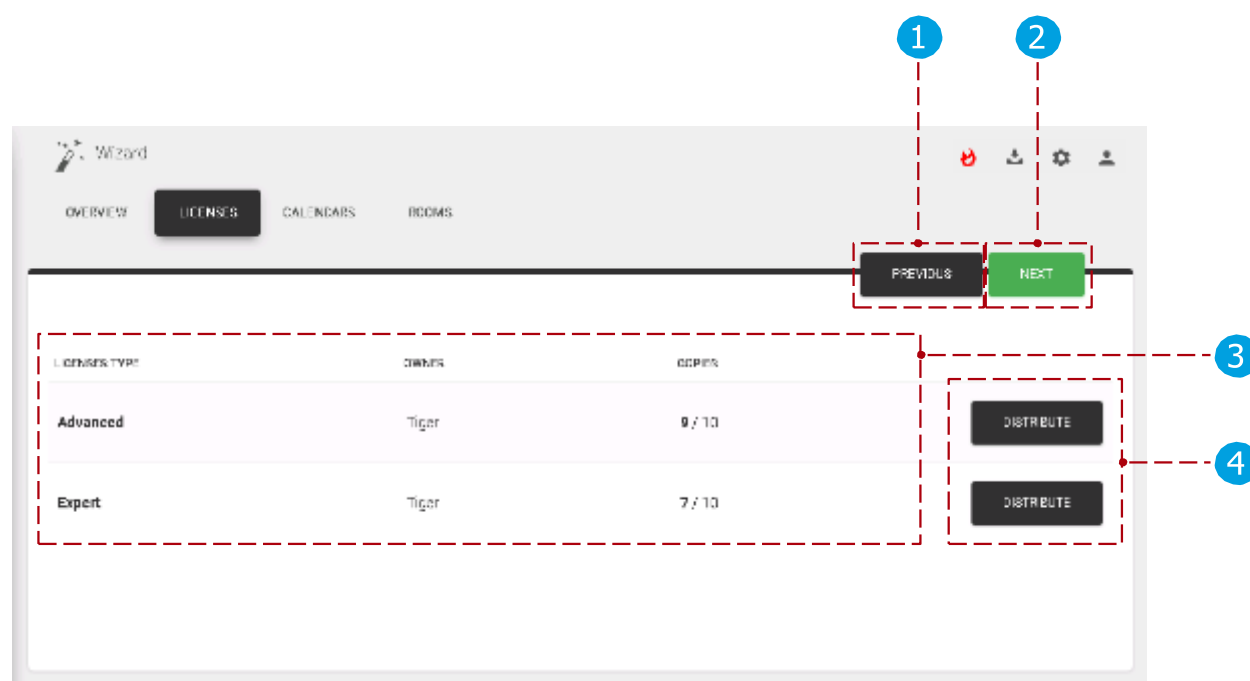 1 2
Wizard
OVERVIEW LICENSES CALENDARS ROOMS
PREVIOUS NEXT
3
LICENSES TYPE OWNER COPIES
Advanced Tiger 9 / 10 DISTRIBUTE
4
Expert Tiger 7 / 10 DISTRIBUTE